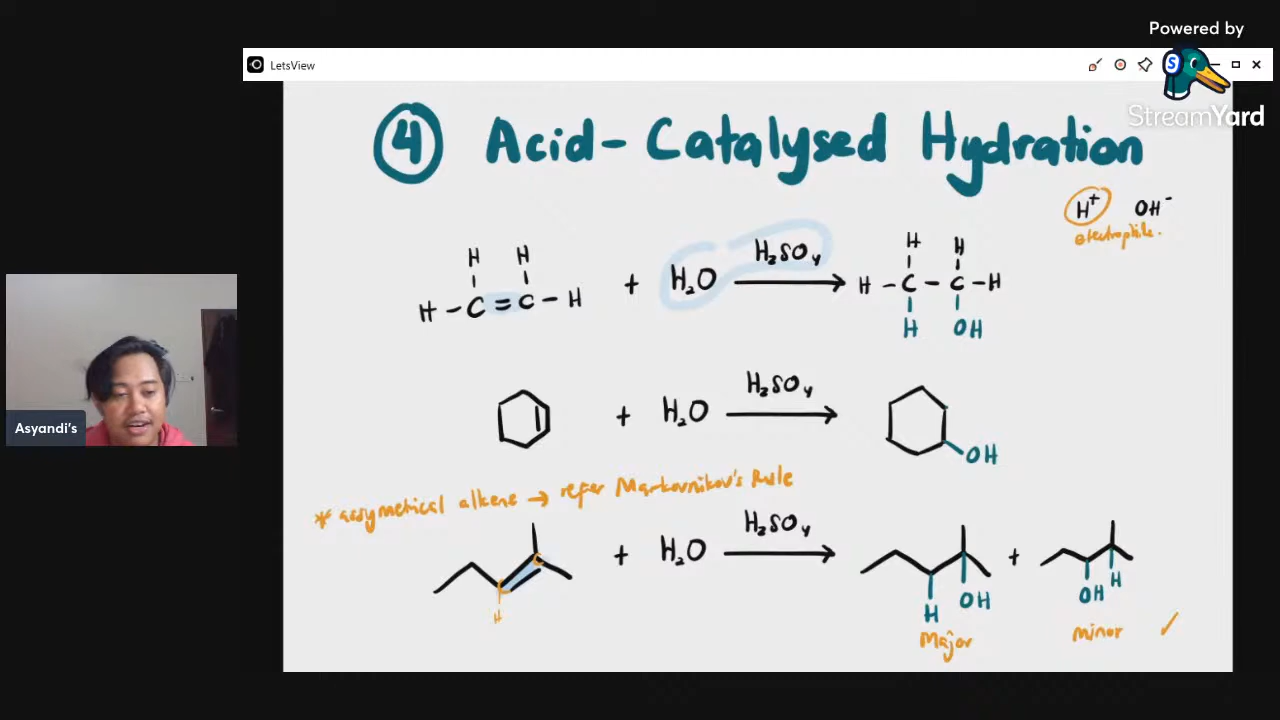 Powered by
StreamYard
LetsView
④ Acid-Catalysed Hydration
H⁺ OH⁻
electrophile.
H H
H - C = C - H + H₂O H₂SO₄ → H - C - C - H
H H
H OH
+ H₂O H₂SO₄ →
OH
* assymetical alkene → refer Markovnikov's Rule
+ H₂O H₂SO₄ → +
H
H OH
OH H
Major
minor ✓
Asyandi's